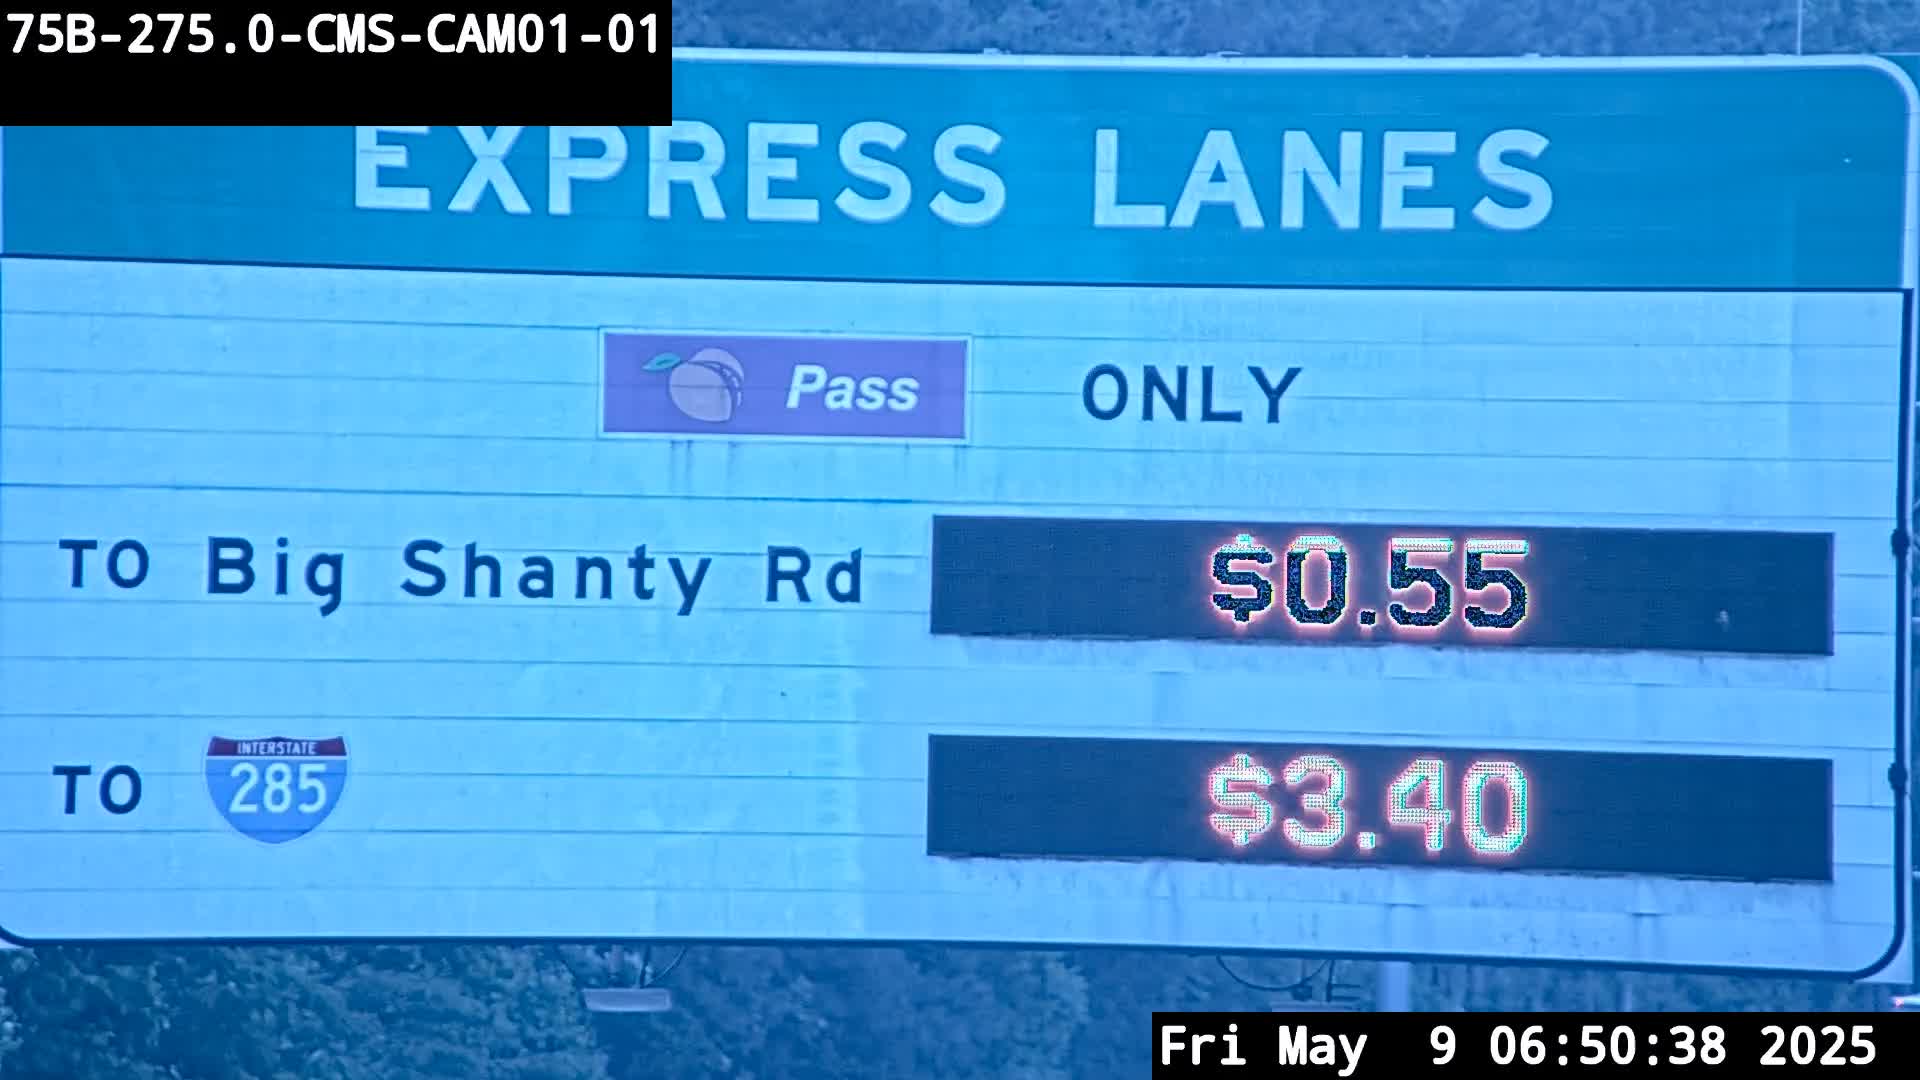 75B-275.0-CMS-CAM01-01
EXPRESS LANES
Pass ONLY
TO Big Shanty Rd $0.55
TO INTERSTATE 285 $3.40
Fri May 9 06:50:38 2025